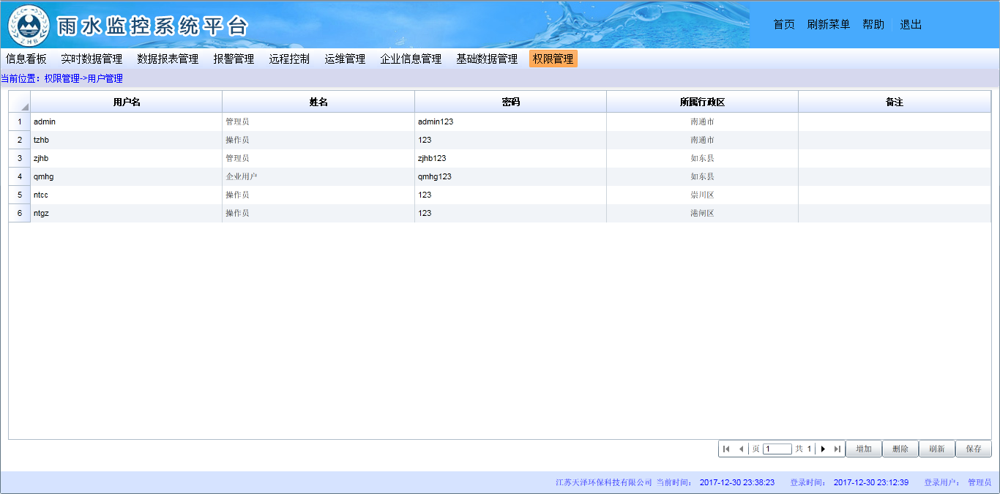 雨水监控系统平台
ZHB
首页 刷新菜单 帮助 退出
信息看板 实时数据管理 数据报表管理 报警管理 远程控制 运维管理 企业信息管理 基础数据管理 权限管理
当前位置：权限管理->用户管理
用户名 姓名 密码 所属行政区 备注
1 admin 管理员 admin123 南通市
2 tzhb 操作员 123 南通市
3 zjhb 管理员 zjhb123 如东县
4 qmhg 企业用户 qmhg123 如东县
5 ntcc 操作员 123 崇川区
6 ntgz 操作员 123 港闸区
页 1 共 1 增加 删除 刷新 保存
江苏天泽环保科技有限公司 当前时间： 2017-12-30 23:38:23 登录时间： 2017-12-30 23:12:39 登录用户： 管理员